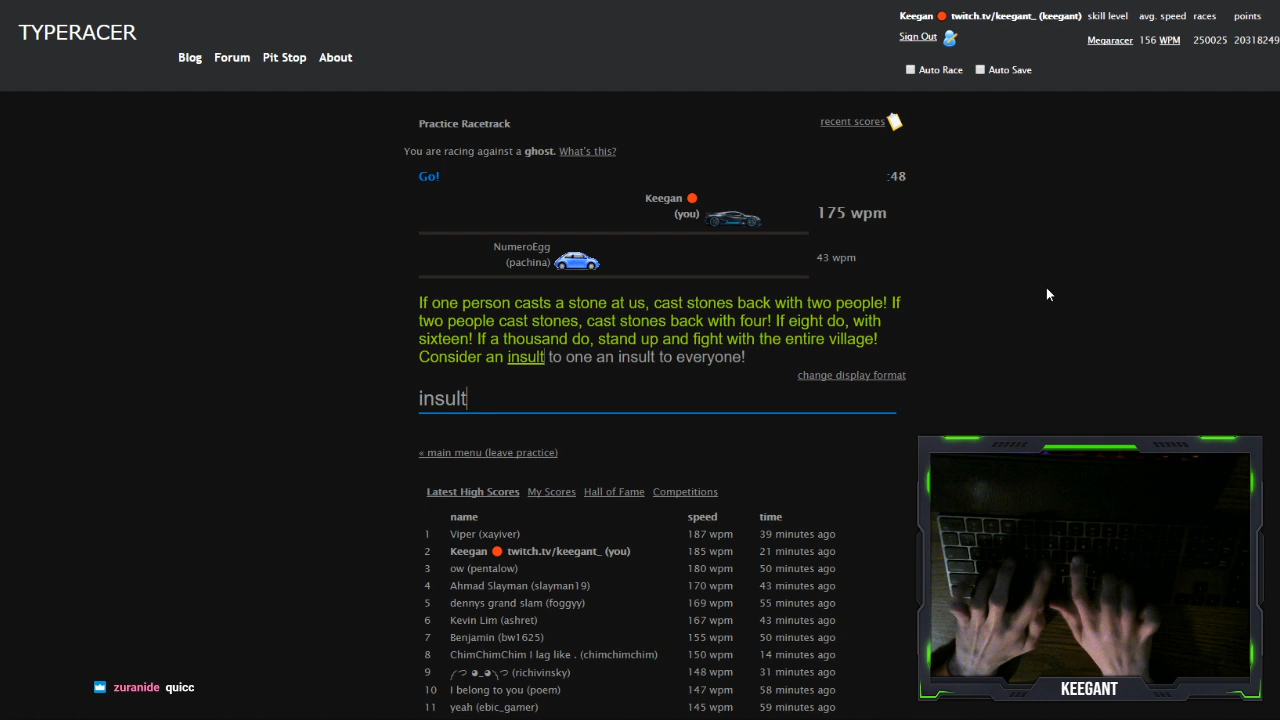 TYPERACER
Blog Forum Pit Stop About
Keegan twitch.tv/keegant_ (keegant) skill level avg. speed races points
Sign Out Megaracer 156 WPM 250025 20318249
Auto Race Auto Save
Practice Racetrack
recent scores
You are racing against a ghost. What's this?
Go! :48
Keegan
(you) 175 wpm
NumeroEgg
(pachina) 43 wpm
If one person casts a stone at us, cast stones back with two people! If
two people cast stones, cast stones back with four! If eight do, with
sixteen! If a thousand do, stand up and fight with the entire village!
Consider an insult to one an insult to everyone!
change display format
insult
« main menu (leave practice)
Latest High Scores My Scores Hall of Fame Competitions
name speed time
1 Viper (xayiver) 187 wpm 39 minutes ago
2 Keegan twitch.tv/keegant_ (you) 185 wpm 21 minutes ago
3 ow (pentalow) 180 wpm 50 minutes ago
4 Ahmad Slayman (slayman19) 170 wpm 43 minutes ago
5 dennys grand slam (foggyy) 169 wpm 55 minutes ago
6 Kevin Lim (ashret) 167 wpm 43 minutes ago
7 Benjamin (bw1625) 155 wpm 50 minutes ago
8 ChimChimChim I lag like . (chimchimchim) 150 wpm 14 minutes ago
9 (richivinsky) 148 wpm 31 minutes ago
10 I belong to you (poem) 147 wpm 58 minutes ago
11 yeah (ebic_gamer) 145 wpm 59 minutes ago
zuranide quicc
KEEGANT